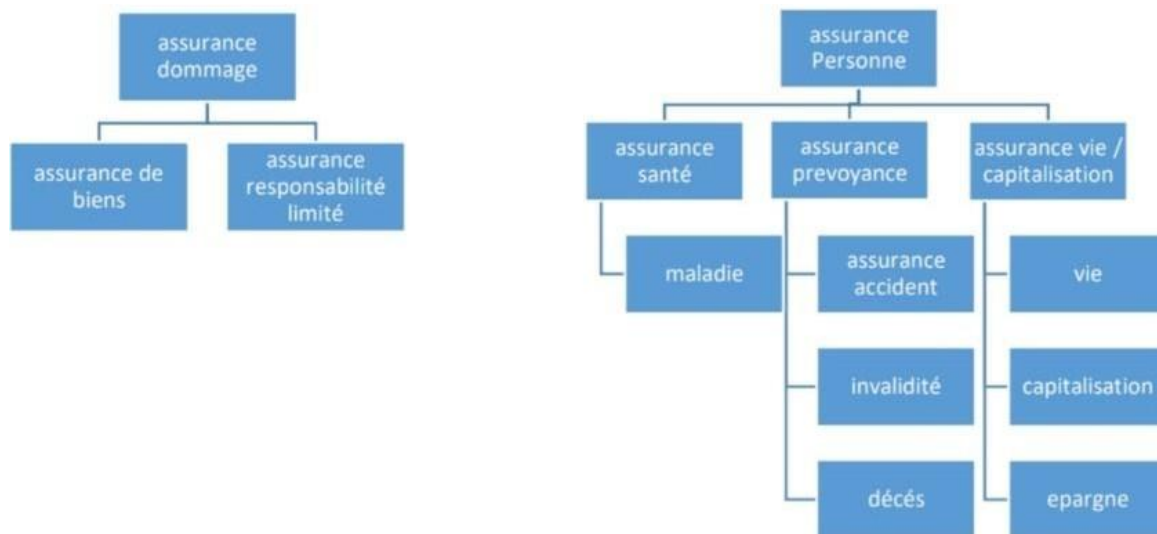 assurance
dommage
assurance de
biens
assurance
responsabilité
limité
assurance
Personne
assurance
santé
maladie
assurance
prevoyance
assurance
accident
invalidité
décés
assurance vie /
capitalisation
vie
capitalisation
epargne